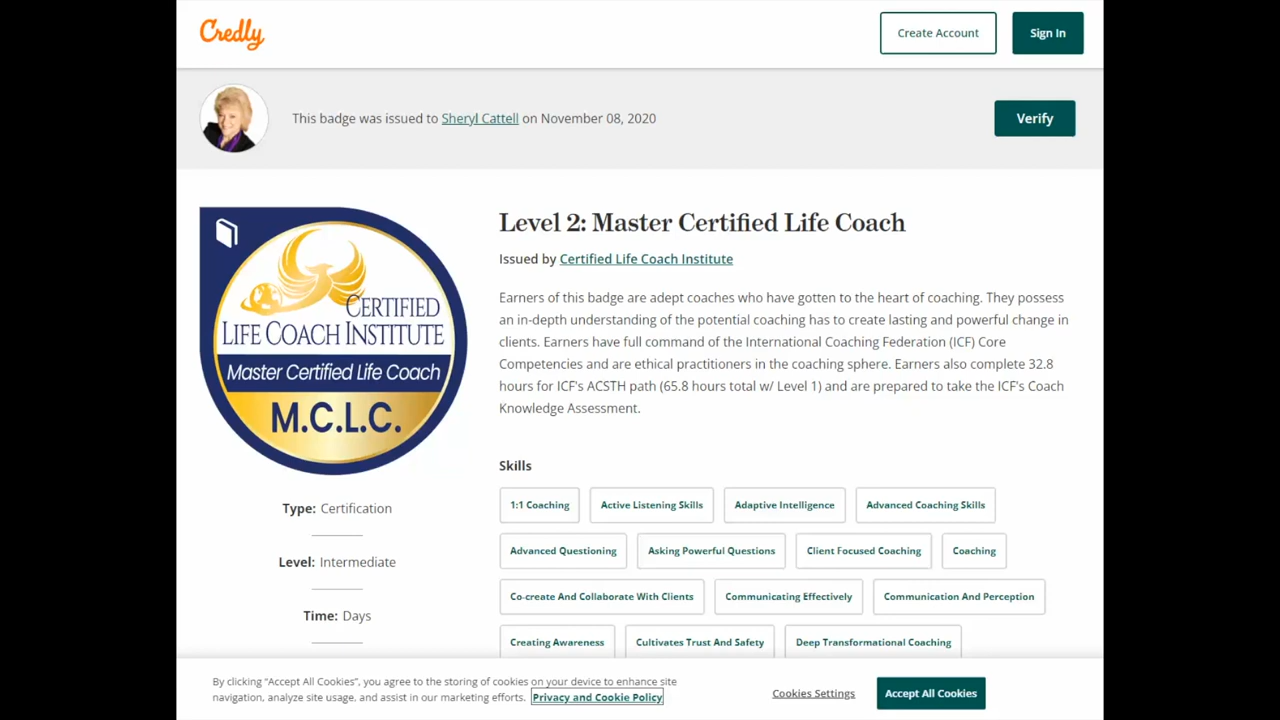 Credly
Create Account
Sign In
This badge was issued to Sheryl Cattell on November 08, 2020
Verify
CERTIFIED
LIFE COACH INSTITUTE
Master Certified Life Coach
M.C.L.C.
Type: Certification
Level: Intermediate
Time: Days
Level 2: Master Certified Life Coach
Issued by Certified Life Coach Institute
Earners of this badge are adept coaches who have gotten to the heart of coaching. They possess
an in-depth understanding of the potential coaching has to create lasting and powerful change in
clients. Earners have full command of the International Coaching Federation (ICF) Core
Competencies and are ethical practitioners in the coaching sphere. Earners also complete 32.8
hours for ICF's ACSTH path (65.8 hours total w/ Level 1) and are prepared to take the ICF's Coach
Knowledge Assessment.
Skills
1:1 Coaching
Active Listening Skills
Adaptive Intelligence
Advanced Coaching Skills
Advanced Questioning
Asking Powerful Questions
Client Focused Coaching
Coaching
Co-create And Collaborate With Clients
Communicating Effectively
Communication And Perception
Creating Awareness
Cultivates Trust And Safety
Deep Transformational Coaching
By clicking “Accept All Cookies”, you agree to the storing of cookies on your device to enhance site
navigation, analyze site usage, and assist in our marketing efforts. Privacy and Cookie Policy
Cookies Settings
Accept All Cookies